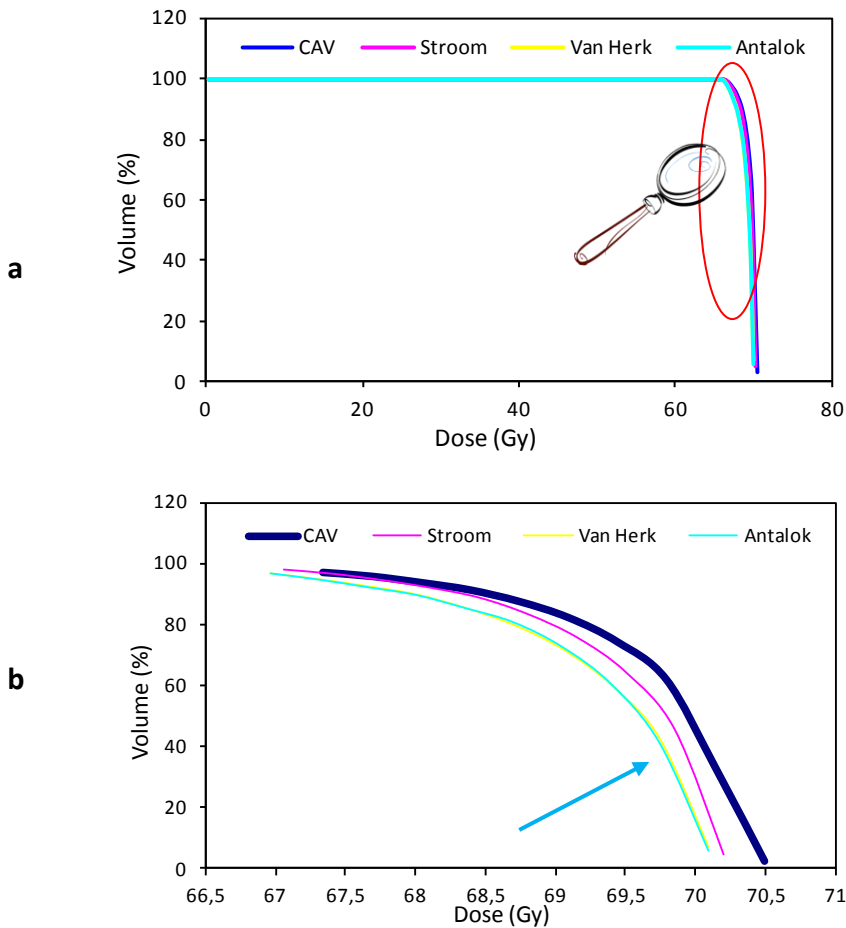 120
CAV Stroom Van Herk Antalok
100
80
60
40
20
0
Volume (%)
a
0 20 40 60 80
Dose (Gy)
120
CAV Stroom Van Herk Antalok
100
80
60
40
20
0
Volume (%)
b
66,5 67 67,5 68 68,5 69 69,5 70 70,5 71
Dose (Gy)